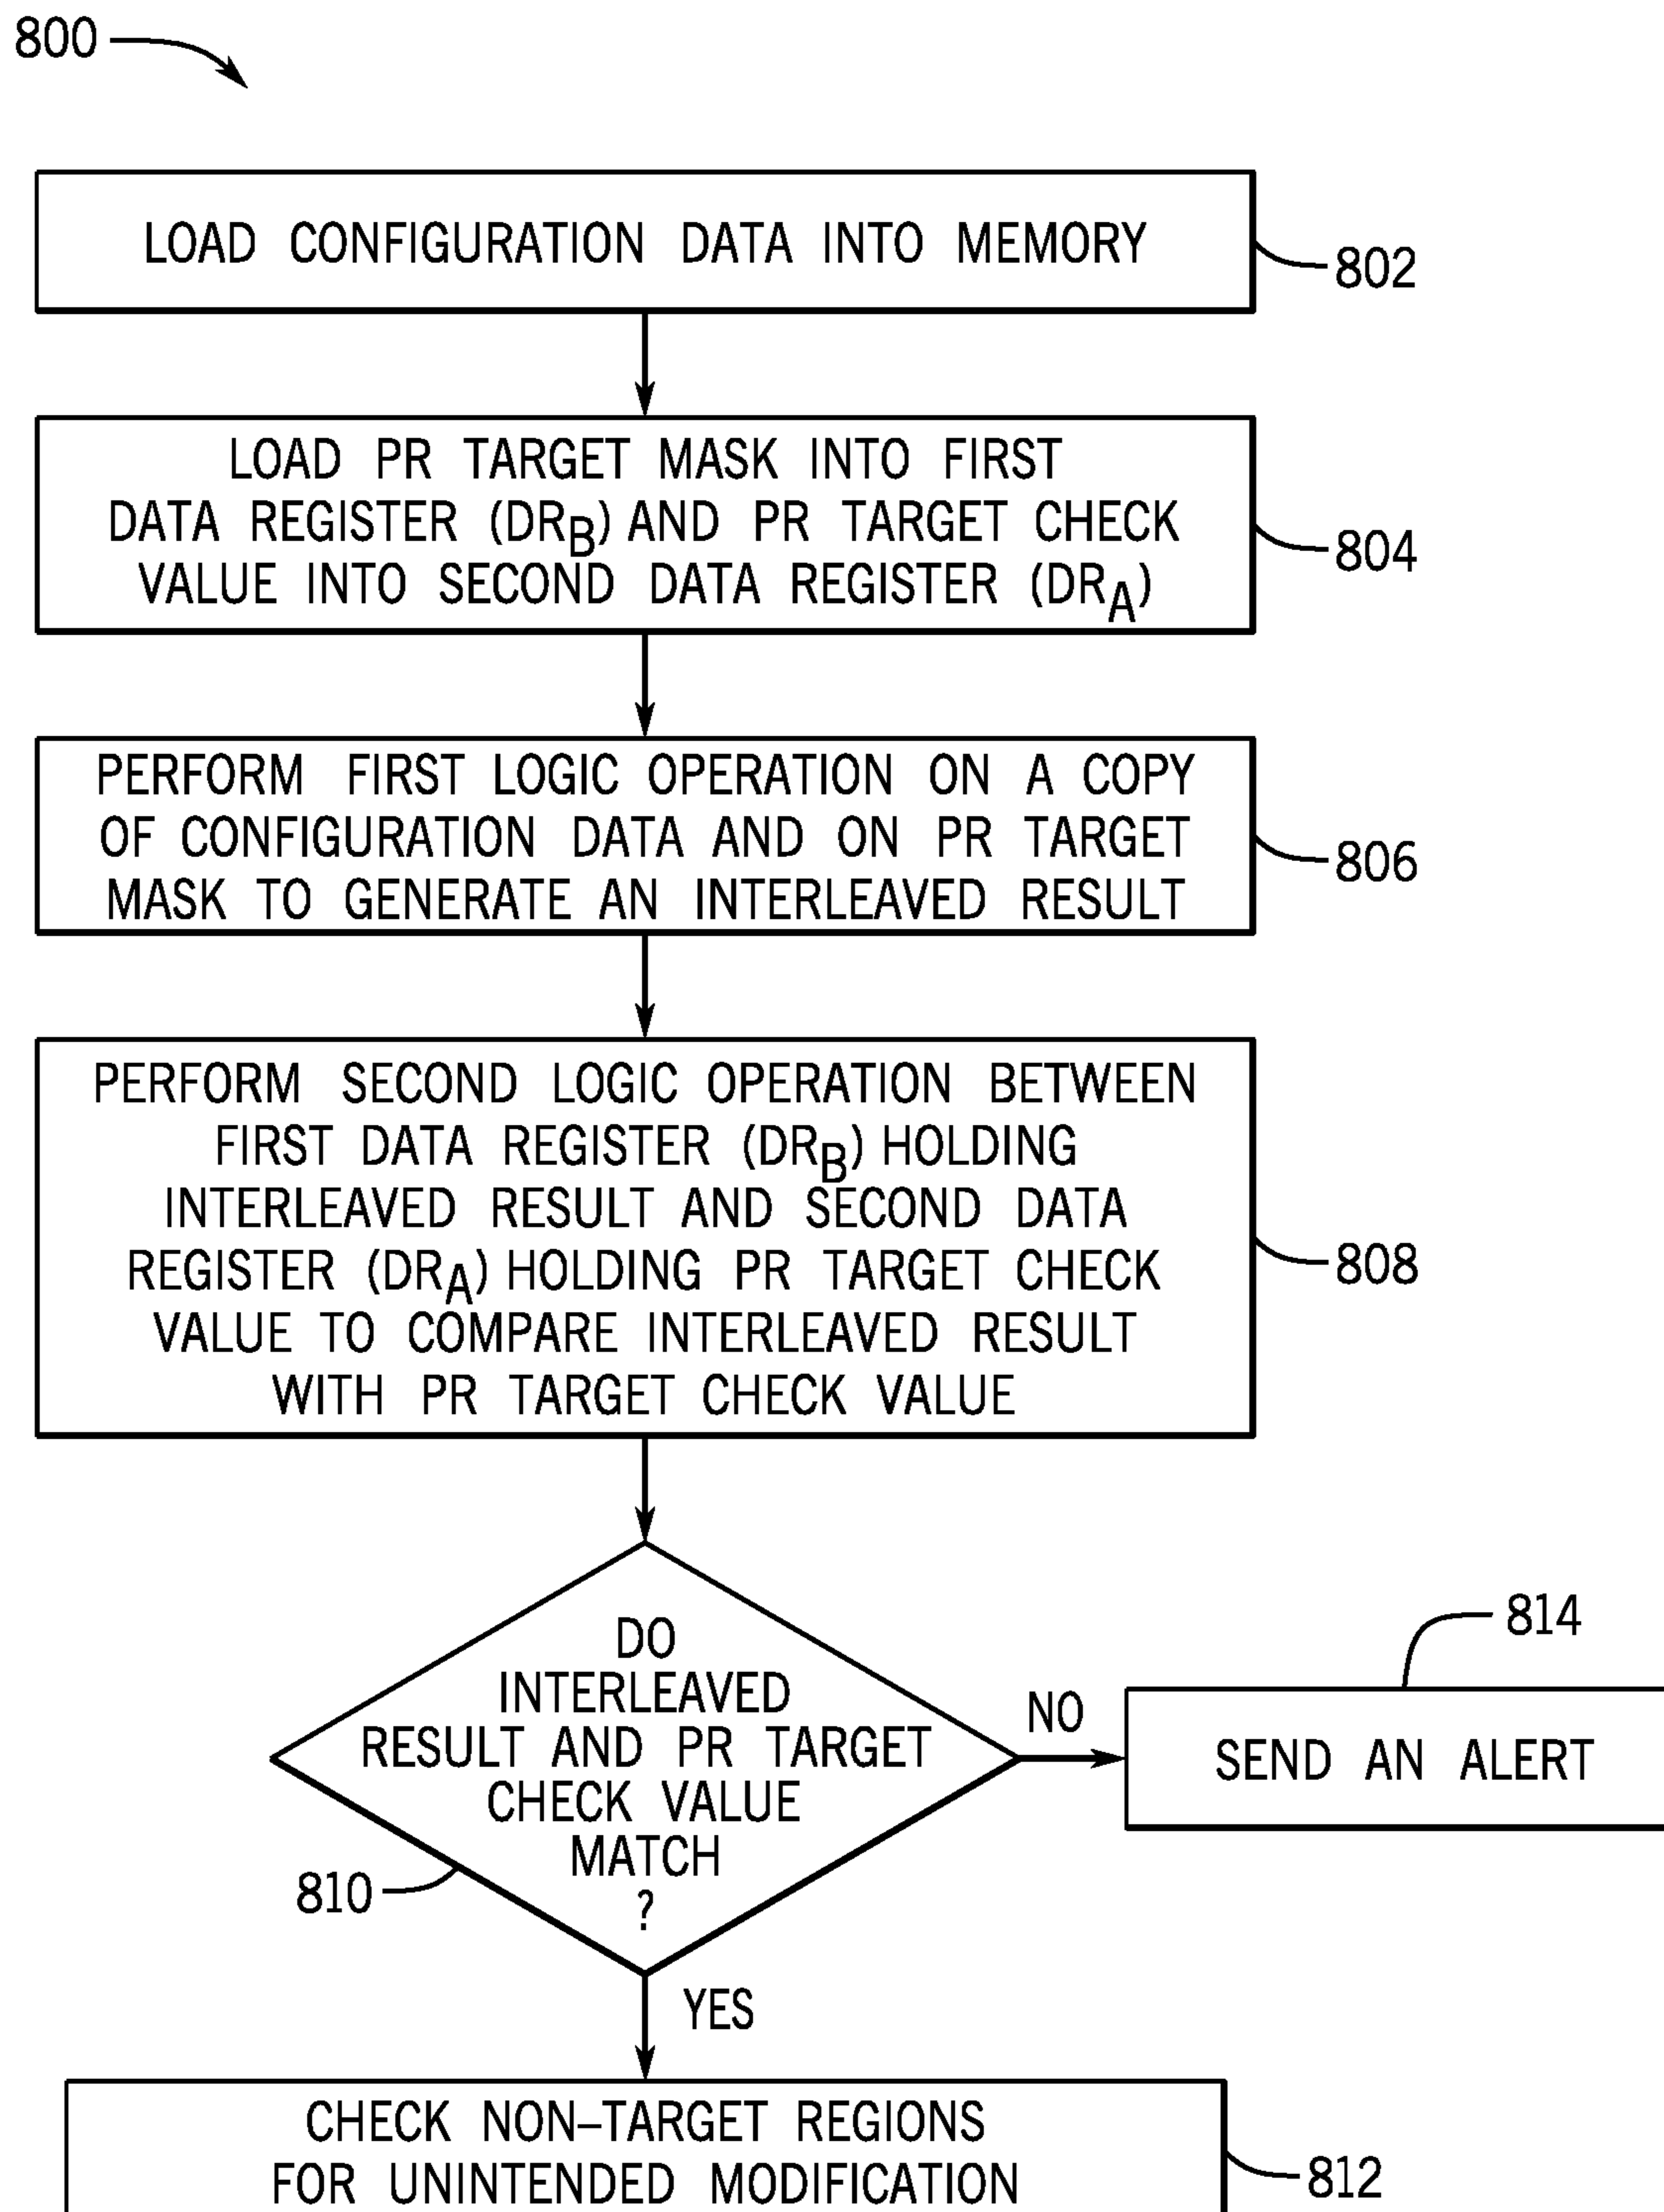 800
LOAD CONFIGURATION DATA INTO MEMORY
802
LOAD PR TARGET MASK INTO FIRST
DATA REGISTER (DRB) AND PR TARGET CHECK
VALUE INTO SECOND DATA REGISTER (DRA)
804
PERFORM FIRST LOGIC OPERATION ON A COPY
OF CONFIGURATION DATA AND ON PR TARGET
MASK TO GENERATE AN INTERLEAVED RESULT
806
PERFORM SECOND LOGIC OPERATION BETWEEN
FIRST DATA REGISTER (DRB) HOLDING
INTERLEAVED RESULT AND SECOND DATA
REGISTER (DRA) HOLDING PR TARGET CHECK
VALUE TO COMPARE INTERLEAVED RESULT
WITH PR TARGET CHECK VALUE
808
DO
INTERLEAVED
RESULT AND PR TARGET
CHECK VALUE
MATCH
?
810
NO
814
SEND AN ALERT
YES
CHECK NON–TARGET REGIONS
FOR UNINTENDED MODIFICATION
812